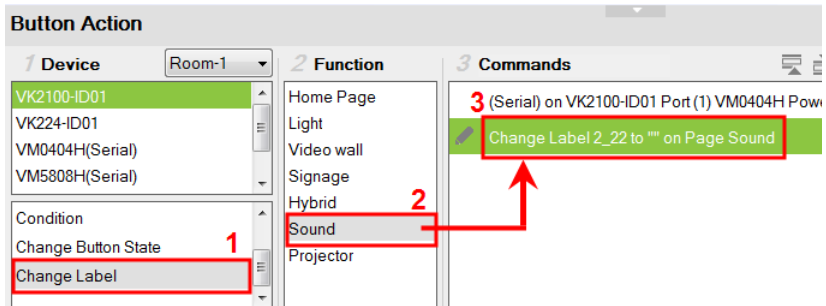 Button Action
1 Device
Room-1
2 Function
3 Commands
VK2100-ID01
VK224-ID01
VM0404H(Serial)
VM5808H(Serial)
Condition
Change Button State
1
Change Label
Home Page
Light
Video wall
Signage
Hybrid
2
Sound
Projector
3 (Serial) on VK2100-ID01 Port (1) VM0404H Powe
Change Label 2_22 to "" on Page Sound